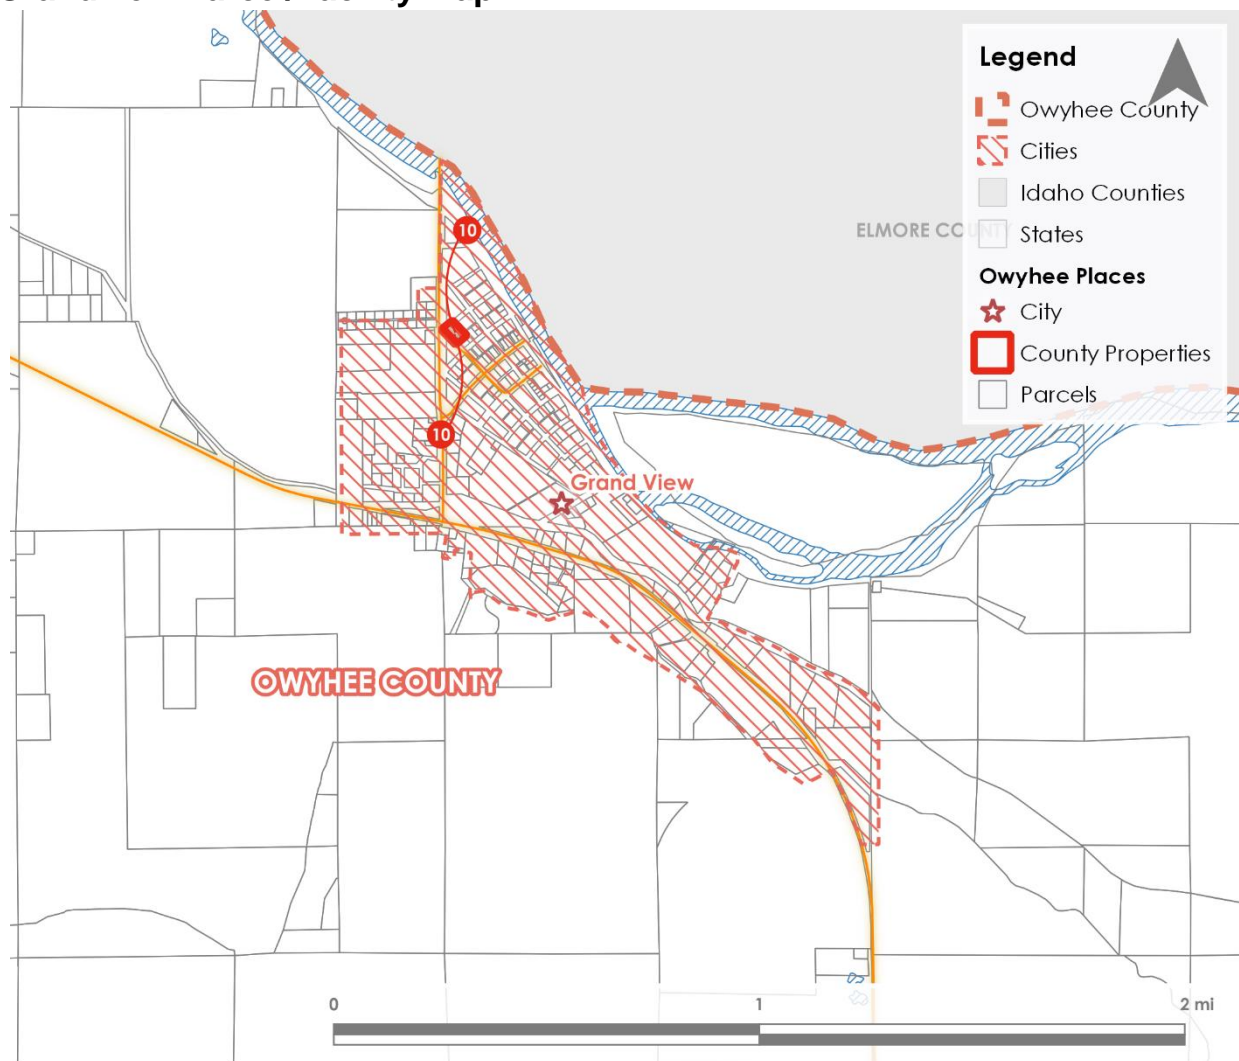 Legend
Owyhee County
Cities
Idaho Counties
States
Owyhee Places
City
County Properties
Parcels
ELMORE COUNTY
10
10
Grand View
OWYHEE COUNTY
0 1 2 mi